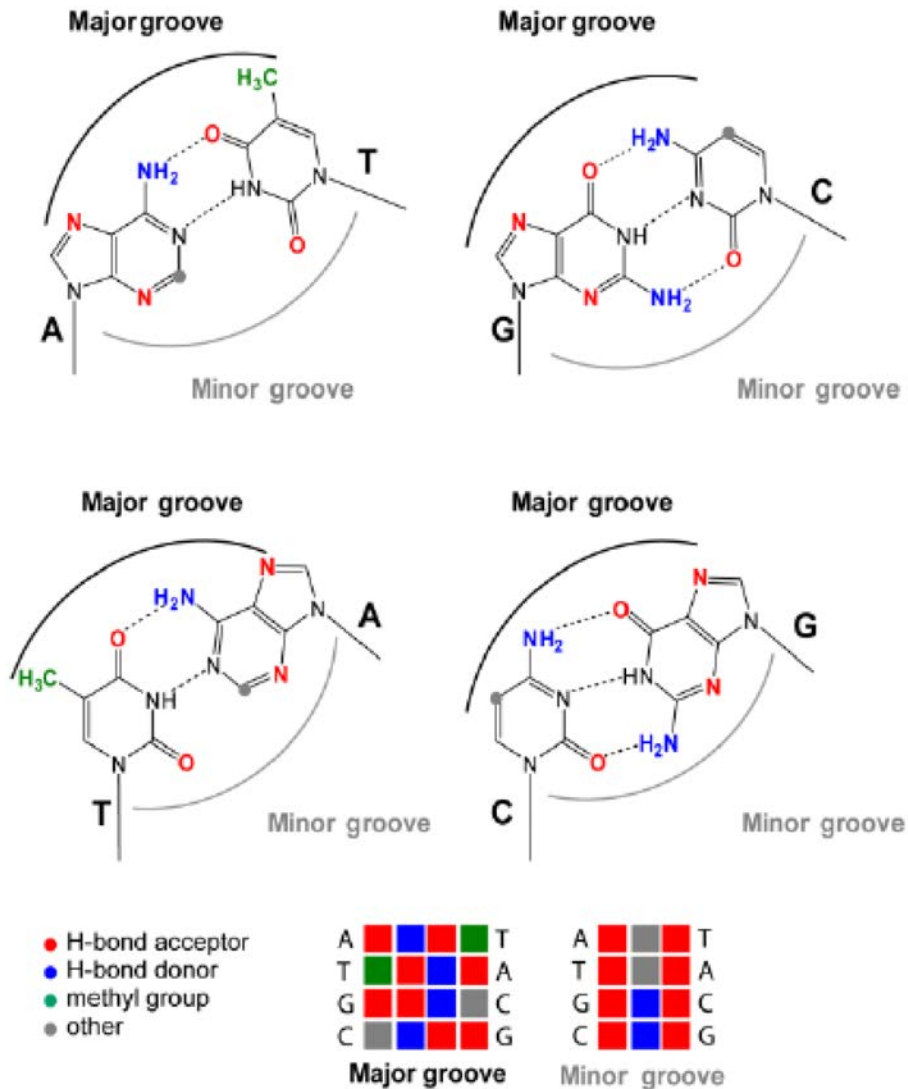 Major groove
H3C
O
T
NH2
HN
N
N
N
O
N
N
A
Minor groove
Major groove
H2N
O
C
N
N
N
NH
O
N
N
NH2
G
Minor groove
Major groove
N
H2N
N
A
O
N
H3C
NH
N
N
O
T
Minor groove
Major groove
N
O
N
G
NH2
HN
N
N
N
O
H2N
C
Minor groove
H-bond acceptor
H-bond donor
methyl group
other
A T
T A
G C
C G
Major groove
A T
T A
G C
C G
Minor groove